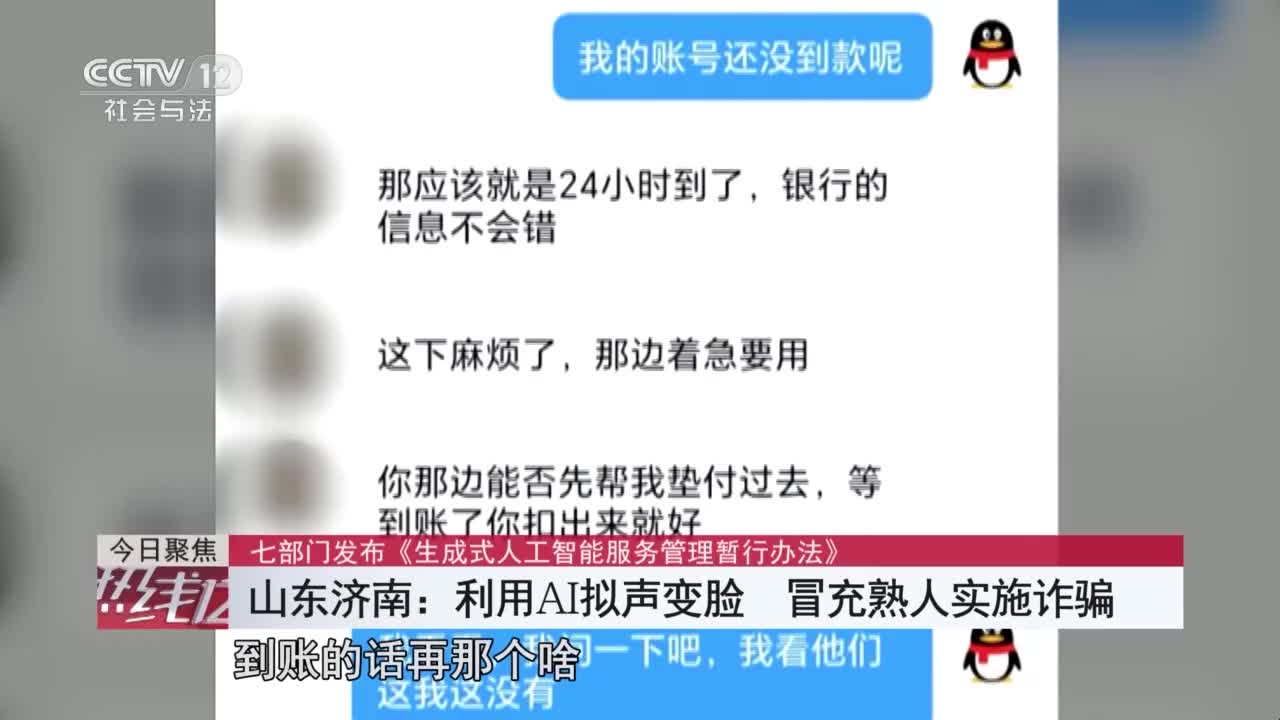 CCTV 12
社会与法
我的账号还没到款呢
那应该就是24小时到了，银行的
信息不会错
这下麻烦了，那边着急要用
你那边能否先帮我垫付过去，等
到账了你扣出来就好
今日聚焦
七部门发布《生成式人工智能服务管理暂行办法》
热线12
山东济南：利用AI拟声变脸 冒充熟人实施诈骗
问一下吧，我看他们
这我这没有
到账的话再那个啥